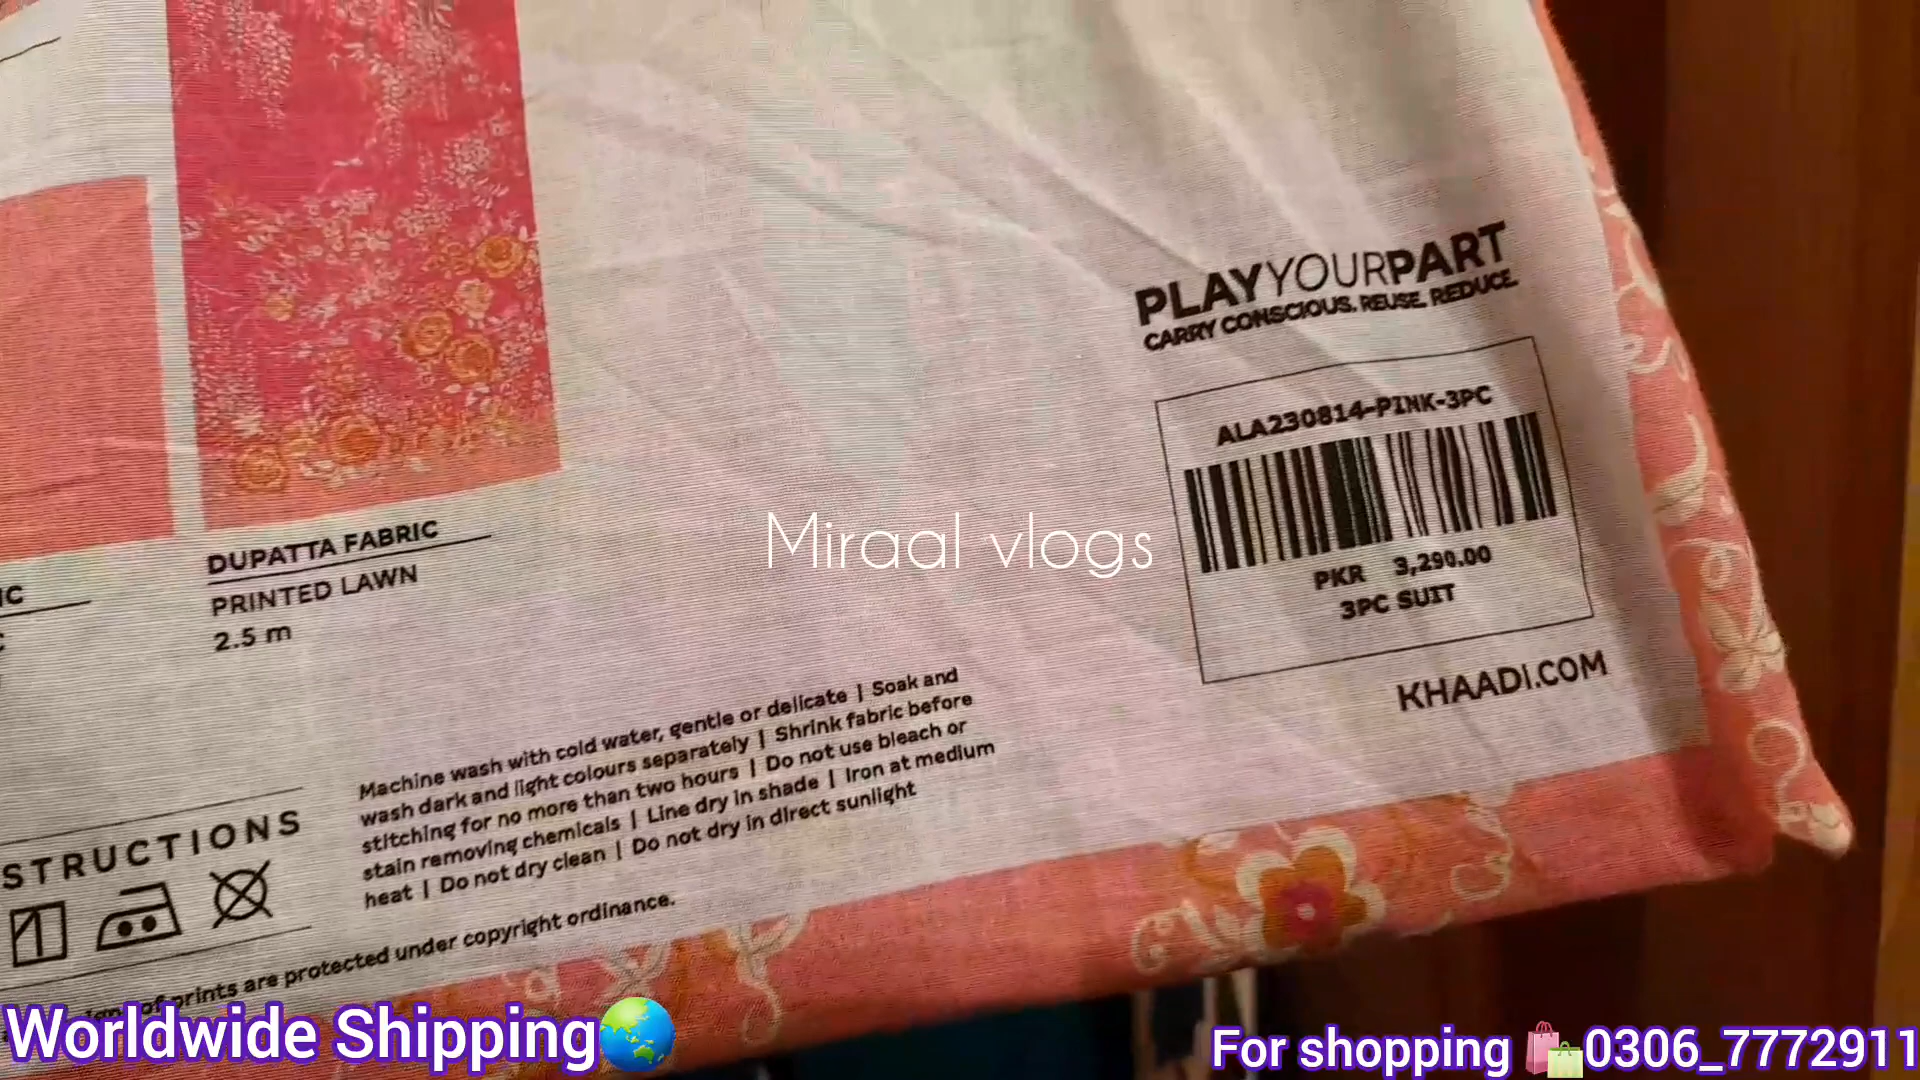 PLAYYOURPART
CARRY CONSCIOUS. REUSE. REDUCE.
ALA230814-PINK-3PC
PKR 3,290.00
3PC SUIT
KHAADI.COM
Miraal vlogs
DUPATTA FABRIC
PRINTED LAWN
2.5 m
Machine wash with cold water, gentle or delicate | Soak and
wash dark and light colours separately | Shrink fabric before
stitching for no more than two hours | Do not use bleach or
stain removing chemicals | Line dry in shade | Iron at medium
heat | Do not dry clean | Do not dry in direct sunlight
STRUCTIONS
of prints are protected under copyright ordinance.
Worldwide Shipping🌏
For shopping 🛍️0306_7772911